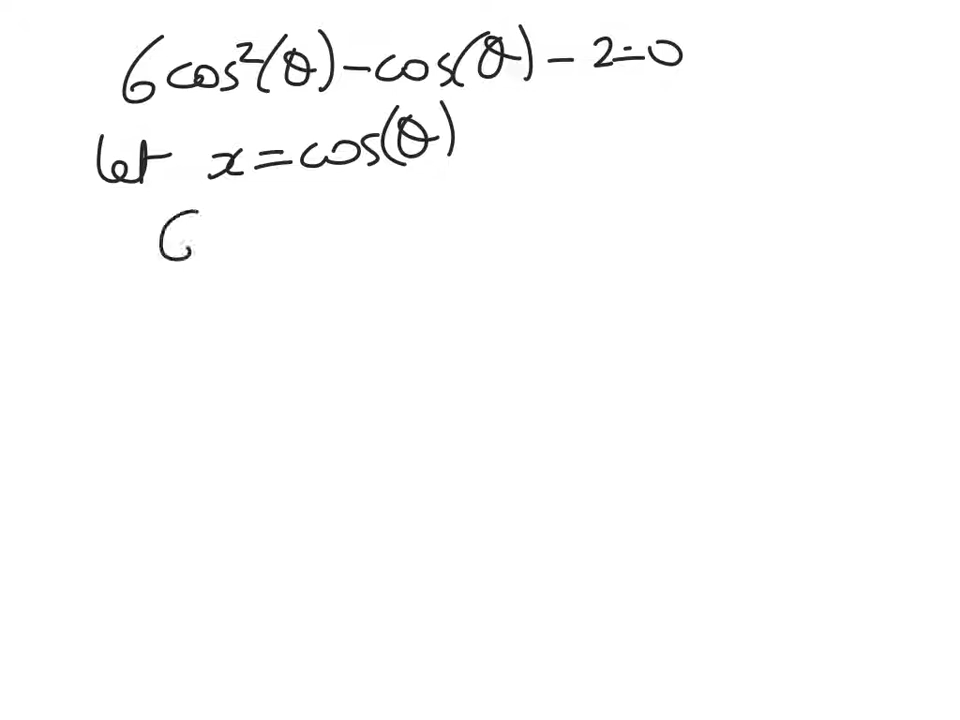 6cos²(θ)-cos(θ)-2=0
let x=cos(θ)
6